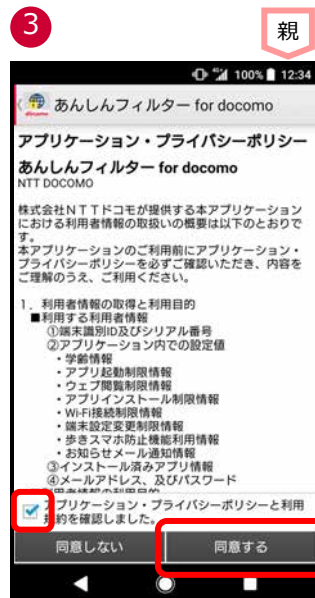 3
親
100% 12:34
あんしんフィルター for docomo
アプリケーション・プライバシーポリシー
あんしんフィルター for docomo
NTT DOCOMO
株式会社NTTドコモが提供する本アプリケーション
における利用者情報の取扱いの概要は以下のとおりで
す。
本アプリケーションのご利用前にアプリケーション・
プライバシーポリシーを必ずご確認いただき、内容を
ご理解のうえ、ご利用ください。
1. 利用者情報の取得と利用目的
■利用する利用者情報
①端末識別ID及びシリアル番号
②アプリケーション内での設定値
・学齢情報
・アプリ起動制限情報
・ウェブ閲覧制限情報
・アプリインストール制限情報
・Wi-Fi接続制限情報
・端末設定変更制限情報
・歩きスマホ防止機能利用情報
・お知らせメール通知情報
③インストール済みアプリ情報
④メールアドレス、及びパスワード
アプリケーション・プライバシーポリシーと利用
規約を確認しました。
同意しない
同意する